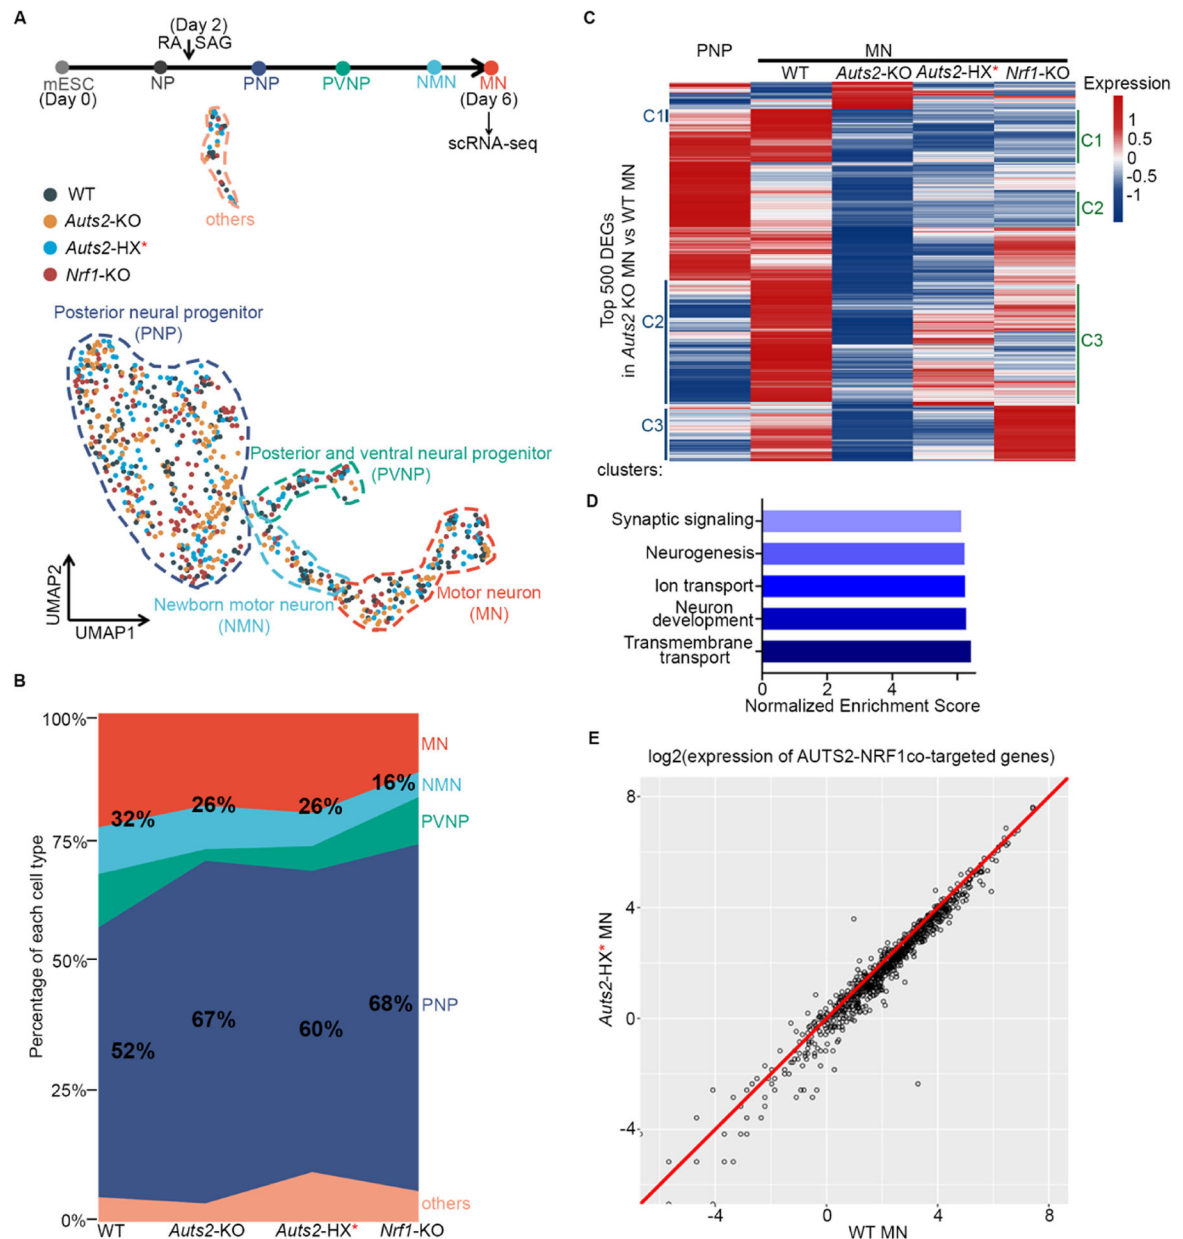 A
(Day 2)
RA SAG
mESC
(Day 0)
NP
PNP
PVNP
NMN
MN
(Day 6)
scRNA-seq
others
WT
Auts2-KO
Auts2-HX*
Nrf1-KO
Posterior neural progenitor
(PNP)
Posterior and ventral neural progenitor
(PVNP)
Newborn motor neuron
(NMN)
Motor neuron
(MN)
UMAP2
UMAP1
B
Percentage of each cell type
100%
75%
50%
25%
0%
32%
26%
26%
16%
52%
67%
60%
68%
MN
NMN
PVNP
PNP
others
WT
Auts2-KO
Auts2-HX*
Nrf1-KO
C
PNP
MN
WT
Auts2-KO
Auts2-HX*
Nrf1-KO
Expression
1
0.5
0
-0.5
-1
Top 500 DEGs
in Auts2 KO MN vs WT MN
C1
C2
C3
C1
C2
C3
clusters:
D
Synaptic signaling
Neurogenesis
Ion transport
Neuron
development
Transmembrane
transport
0
2
4
Normalized Enrichment Score
E
log2(expression of AUTS2-NRF1co-targeted genes)
Auts2-HX* MN
8
4
0
-4
-4
0
4
8
WT MN